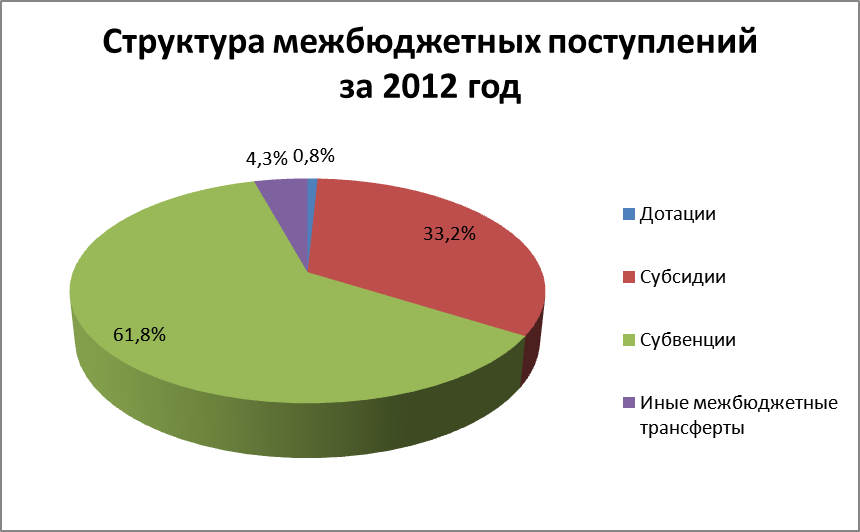 Структура межбюджетных поступлений
за 2012 год
4,3%
0,8%
33,2%
61,8%
Дотации
Субсидии
Субвенции
Иные межбюджетные
трансферты